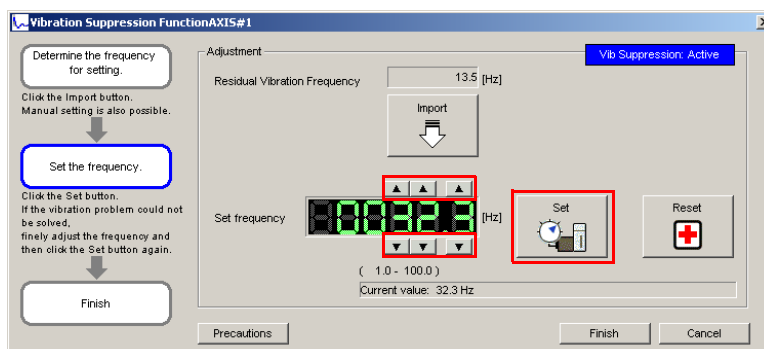 Vibration Suppression FunctionAXIS#1
Determine the frequency
for setting.
Click the Import button.
Manual setting is also possible.
Set the frequency.
Click the Set button.
If the vibration problem could not
be solved,
finely adjust the frequency and
then click the Set button again.
Finish
Adjustment
Vib Suppression: Active
Residual Vibration Frequency
13.5 [Hz]
Import
Set frequency
0032.3 [Hz]
Set
Reset
( 1.0 - 100.0 )
Current value: 32.3 Hz
Precautions
Finish
Cancel